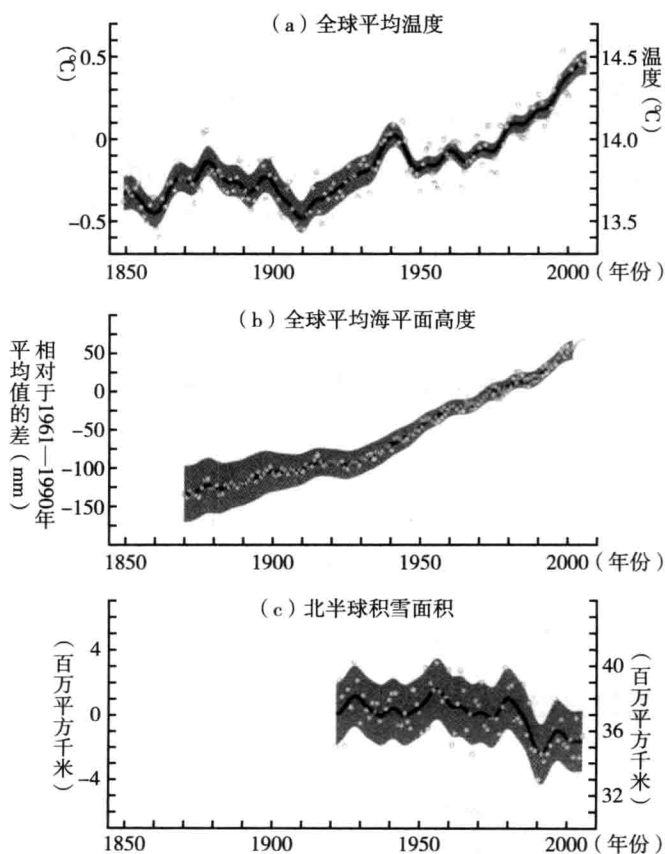 （a）全球平均温度
（℃）
0.5
0
-0.5
温度（℃）
14.5
14.0
13.5
1850
1900
1950
2000（年份）
（b）全球平均海平面高度
相对于1961—1990年
平均值的差（mm）
50
0
-50
-100
-150
1850
1900
1950
2000（年份）
（c）北半球积雪面积
（百万平方千米）
4
0
-4
（百万平方千米）
40
36
32
1850
1900
1950
2000（年份）